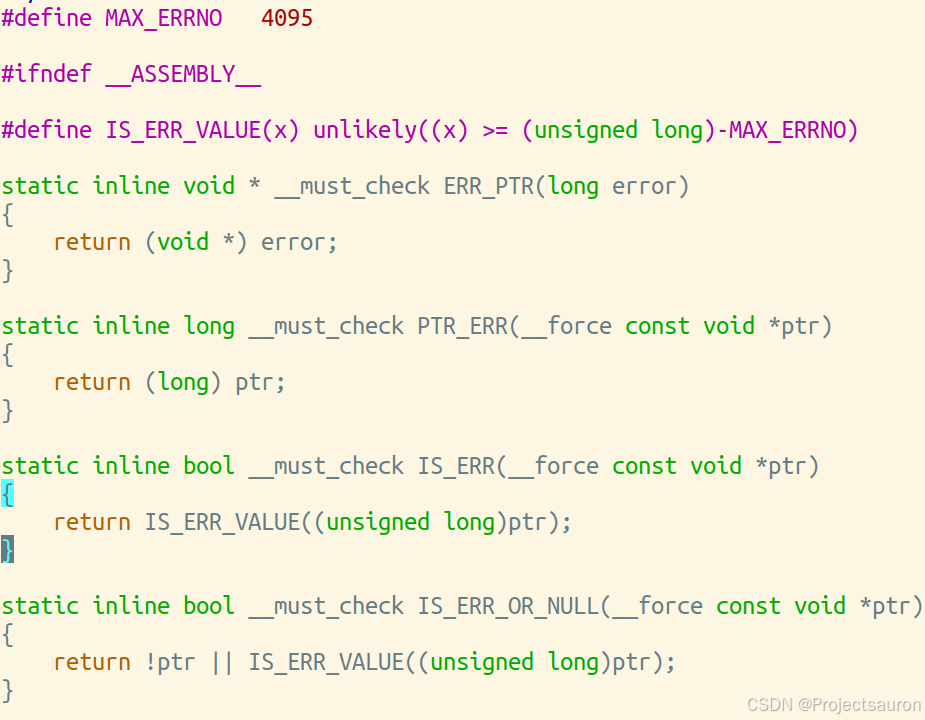 #define MAX_ERRNO   4095
#ifndef __ASSEMBLY__
#define IS_ERR_VALUE(x) unlikely((x) >= (unsigned long)-MAX_ERRNO)
static inline void * __must_check ERR_PTR(long error)
{
    return (void *) error;
}
static inline long __must_check PTR_ERR(__force const void *ptr)
{
    return (long) ptr;
}
static inline bool __must_check IS_ERR(__force const void *ptr)
{
    return IS_ERR_VALUE((unsigned long)ptr);
}
static inline bool __must_check IS_ERR_OR_NULL(__force const void *ptr)
{
    return !ptr || IS_ERR_VALUE((unsigned long)ptr);
}
CSDN @Projectsauron